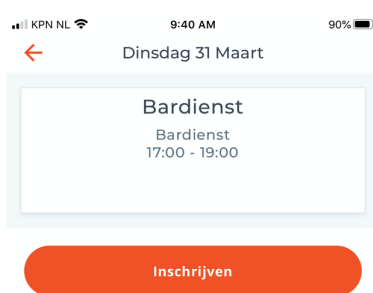 KPN NL 9:40 AM 90%
Dinsdag 31 Maart
Bardienst
Bardienst
17:00 - 19:00
Inschrijven